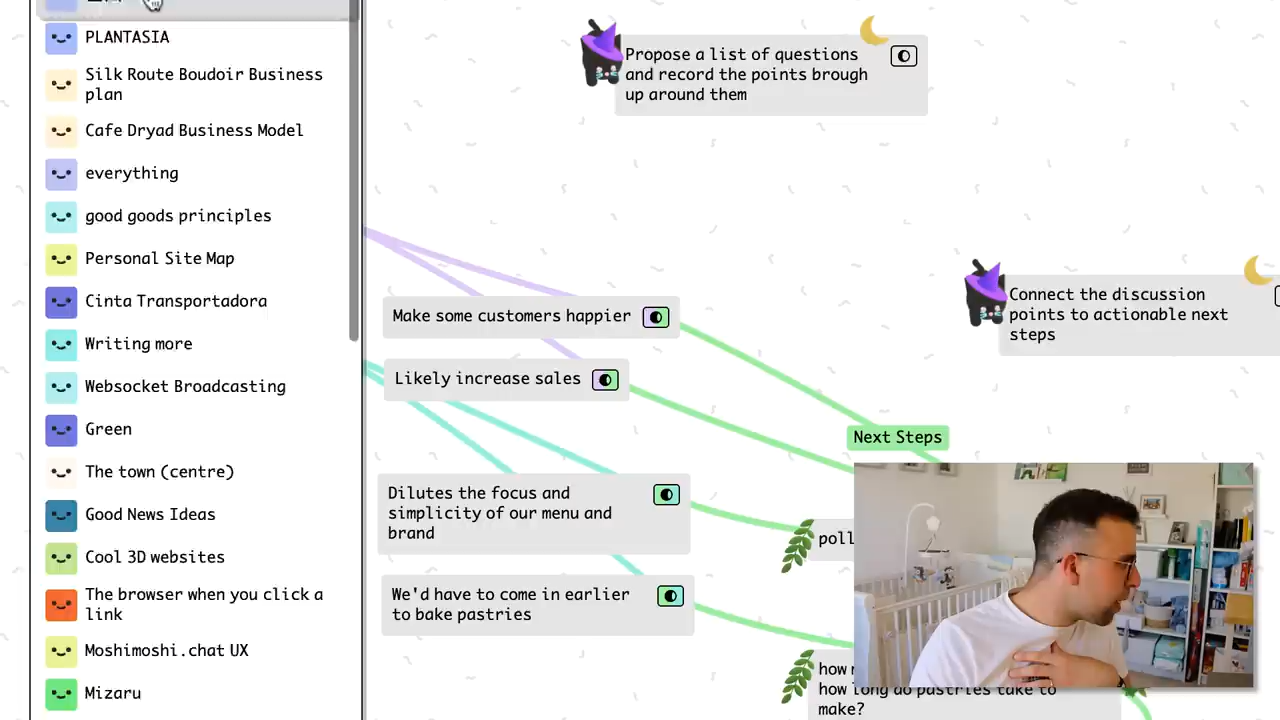 PLANTASIA
Silk Route Boudoir Business
plan
Cafe Dryad Business Model
everything
good goods principles
Personal Site Map
Cinta Transportadora
Writing more
Websocket Broadcasting
Green
The town (centre)
Good News Ideas
Cool 3D websites
The browser when you click a
link
Moshimoshi.chat UX
Mizaru
Propose a list of questions
and record the points brough
up around them
Connect the discussion
points to actionable next
steps
Make some customers happier
Likely increase sales
Next Steps
Dilutes the focus and
simplicity of our menu and
brand
We'd have to come in earlier
to bake pastries
poll
how
how long do pastries take to
make?